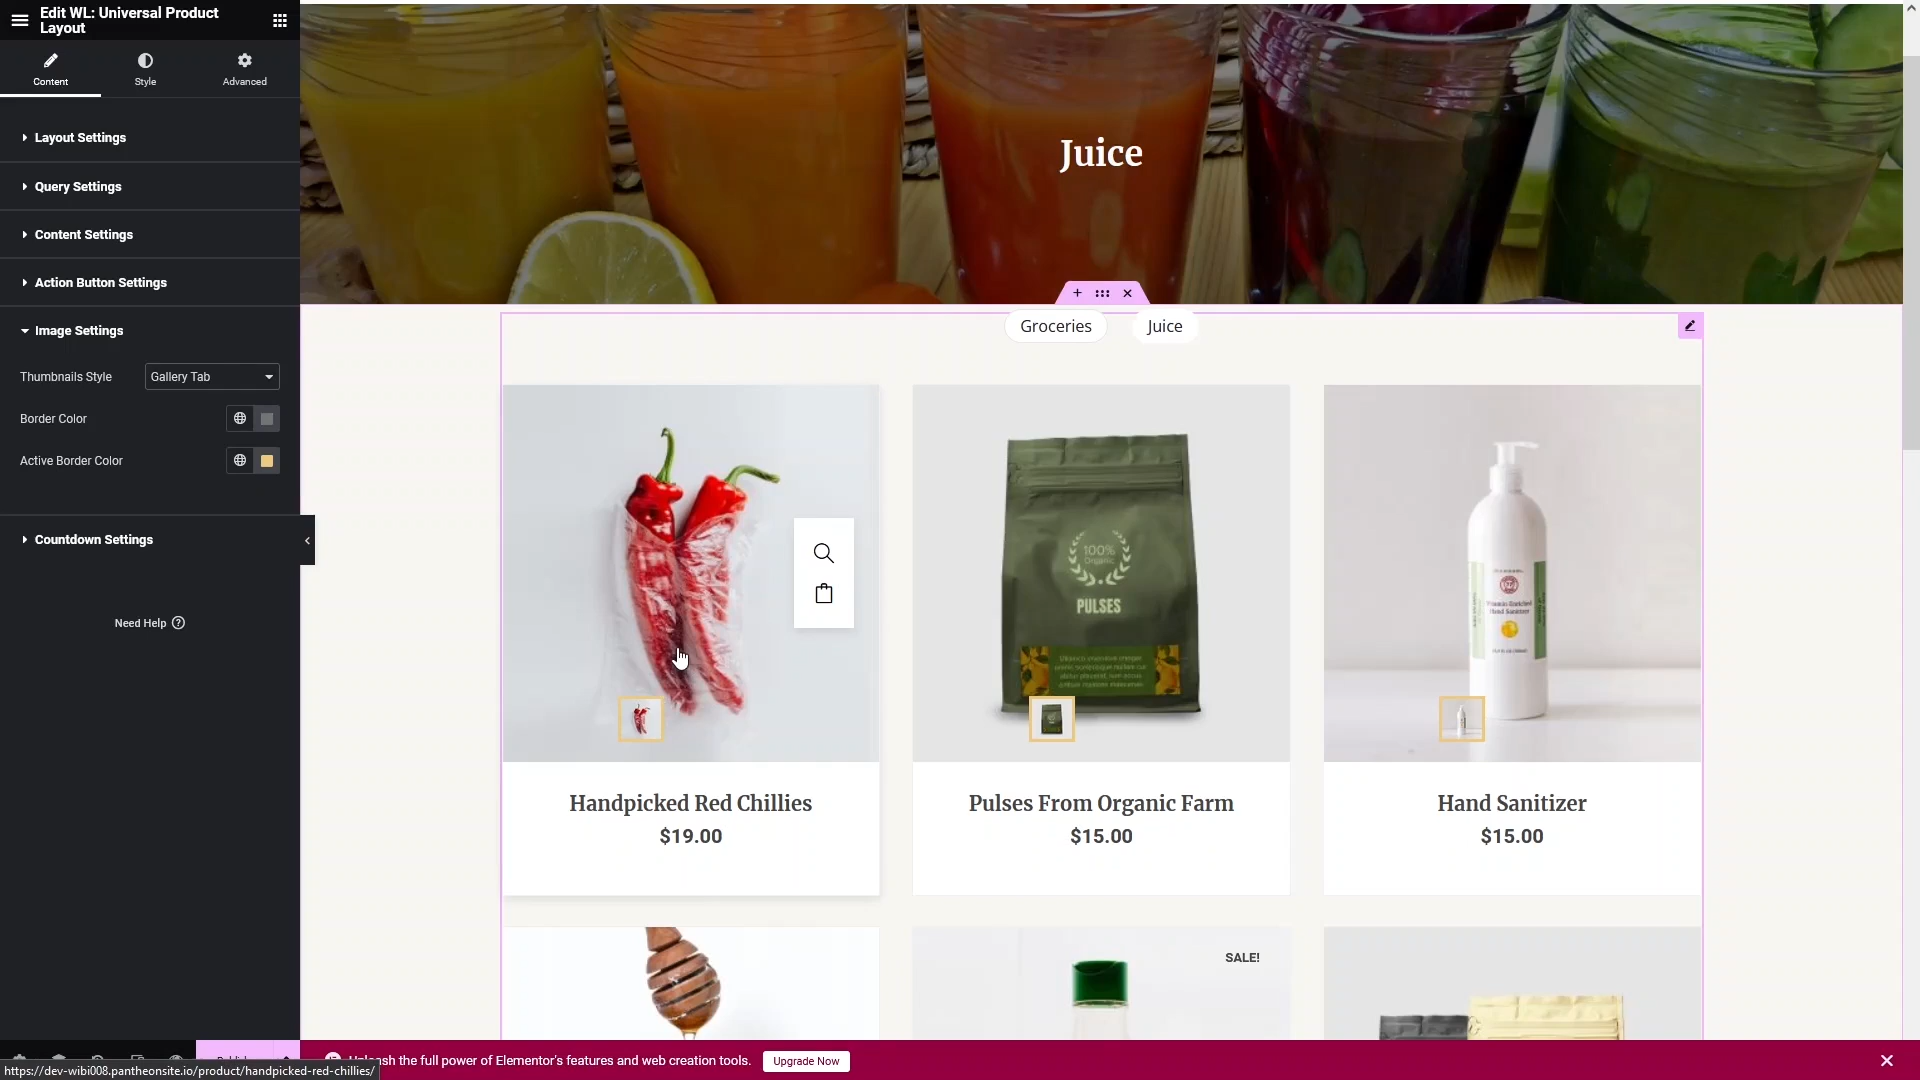 Edit WL: Universal Product
Layout
Content
Style
Advanced
Layout Settings
Query Settings
Content Settings
Action Button Settings
Image Settings
Thumbnails Style
Gallery Tab
Border Color
Active Border Color
Countdown Settings
Need Help ?
Juice
Groceries
Juice
100%
Organic
PULSES
Handpicked Red Chillies
$19.00
Pulses From Organic Farm
$15.00
Hand Sanitizer
$15.00
SALE!
the full power of Elementor's features and web creation tools.
Upgrade Now
https://dev-wibi008.pantheonsite.io/product/handpicked-red-chillies/